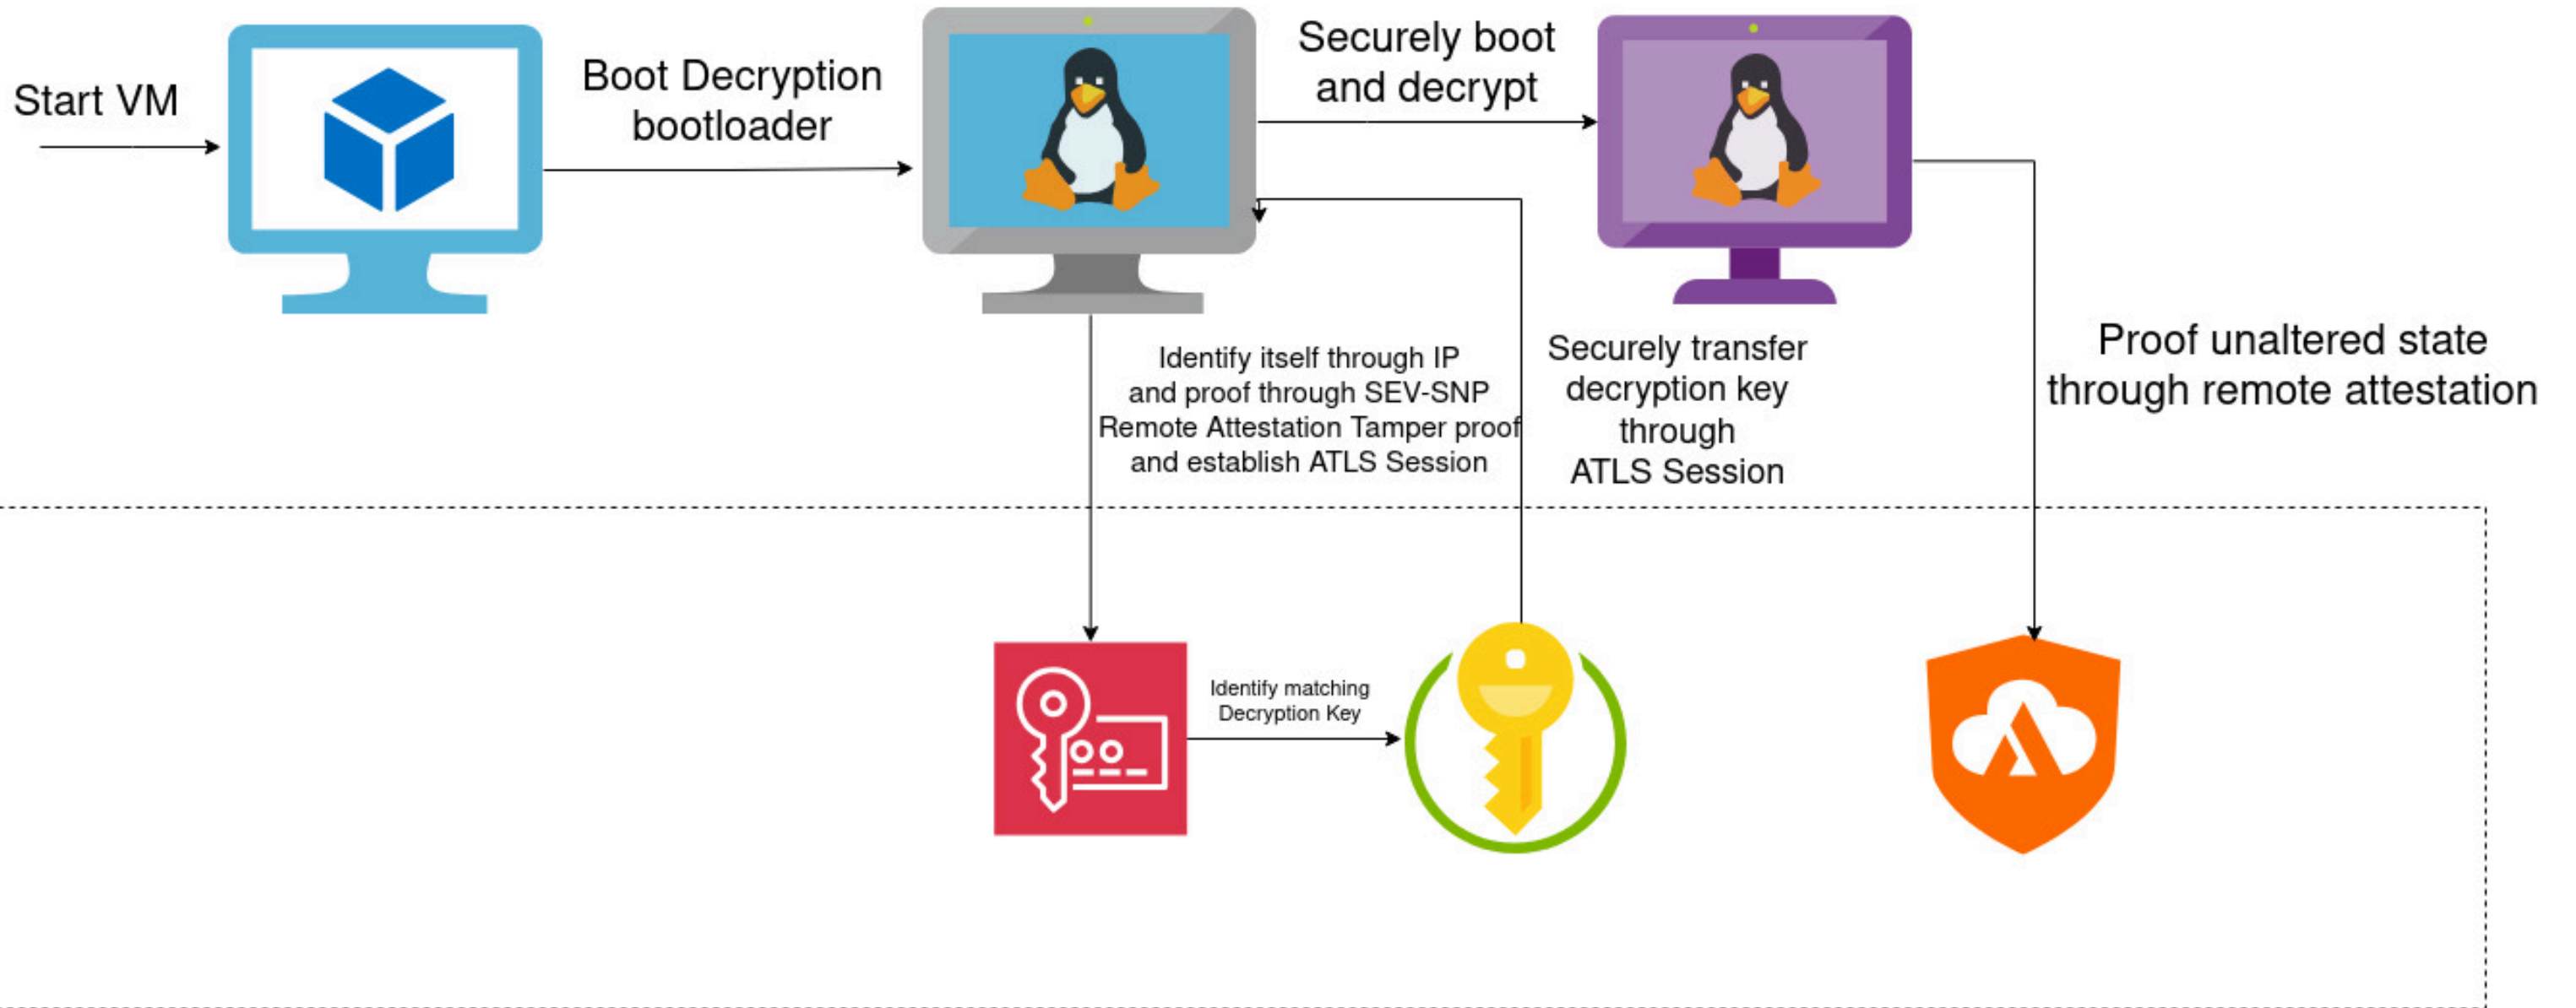 Start VM
Boot Decryption
bootloader
Securely boot
and decrypt
Identify itself through IP
and proof through SEV-SNP
Remote Attestation Tamper proof
and establish ATLS Session
Securely transfer
decryption key
through
ATLS Session
Proof unaltered state
through remote attestation
Identify matching
Decryption Key